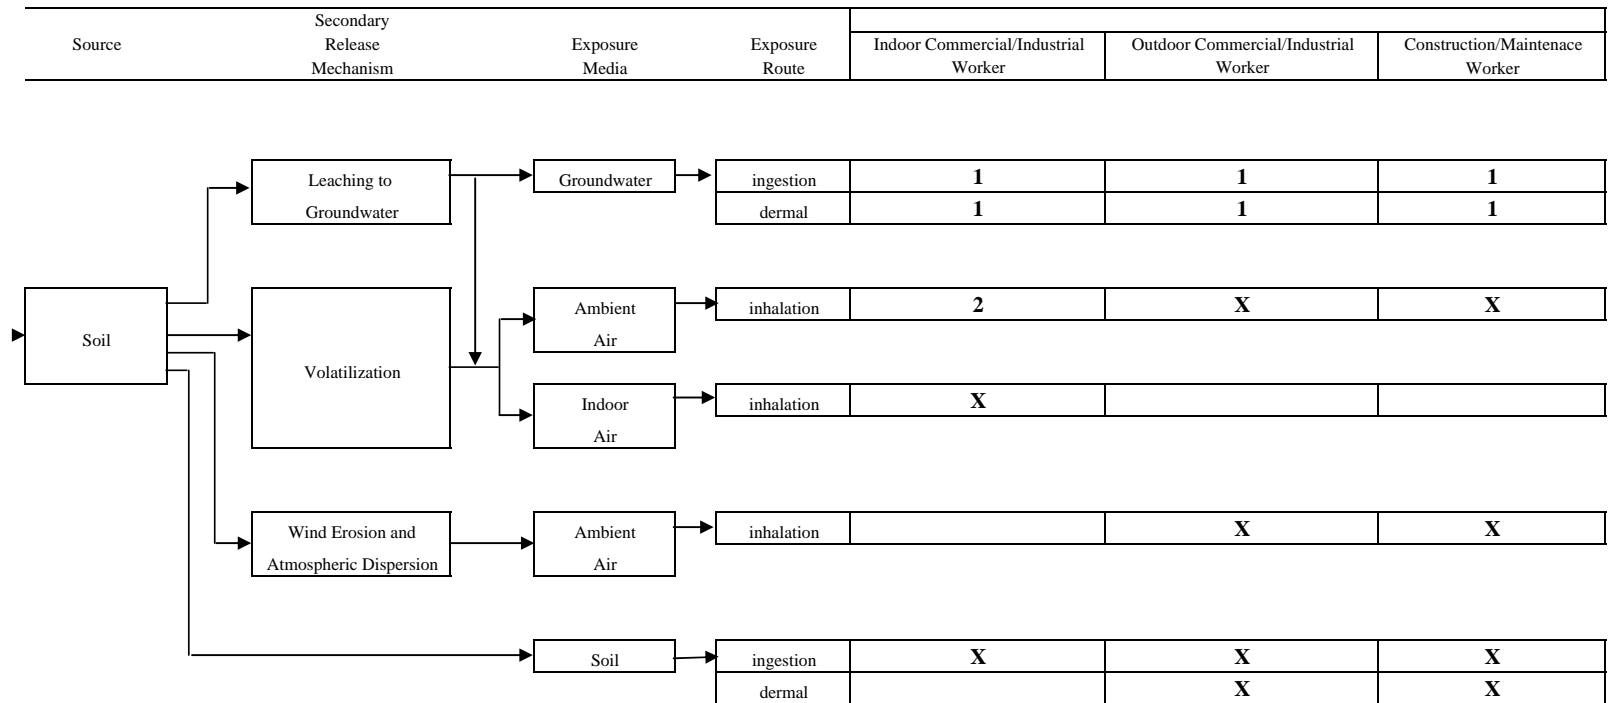 Source
Secondary
Release
Mechanism
Exposure
Media
Exposure
Route
Indoor Commercial/Industrial
Worker
Outdoor Commercial/Industrial
Worker
Construction/Maintenace
Worker
Leaching to
Groundwater
Groundwater
ingestion 1 1 1
dermal 1 1 1
Soil
Volatilization
Ambient
Air
inhalation 2 X X
Indoor
Air
inhalation X
Wind Erosion and
Atmospheric Dispersion
Ambient
Air
inhalation X X
Soil
ingestion X X X
dermal X X